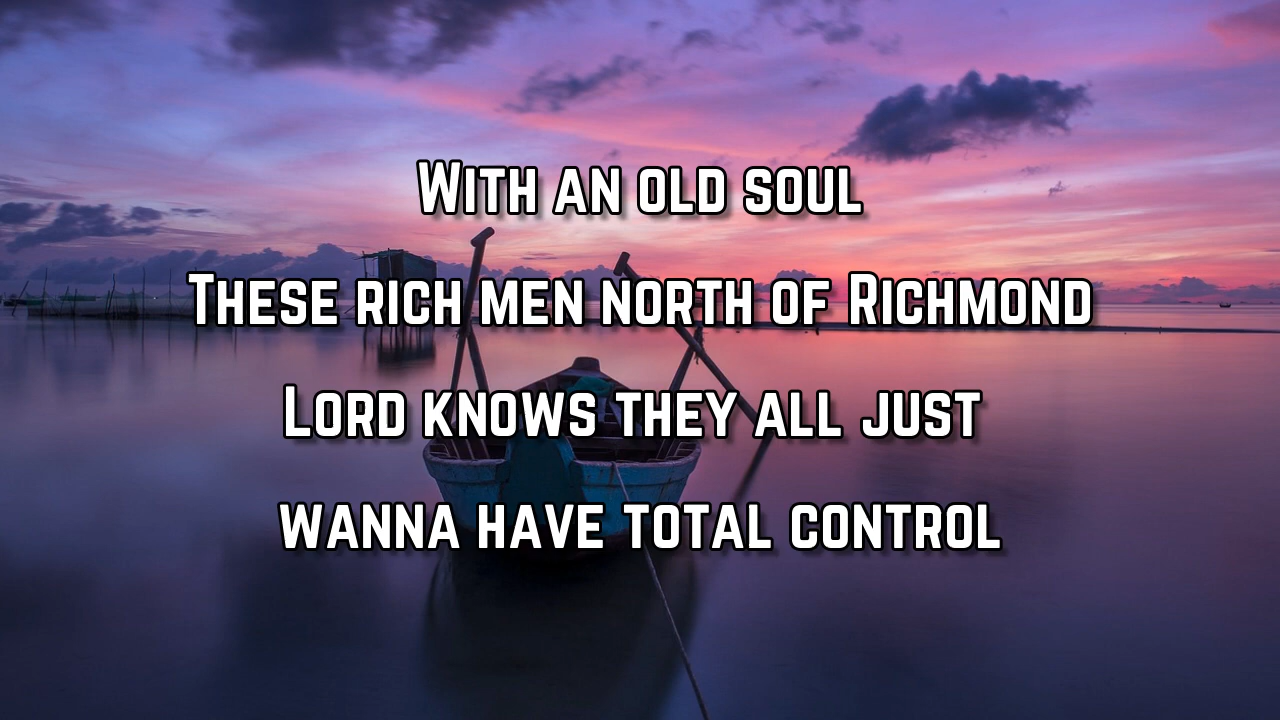 With an old soul
These rich men north of Richmond
Lord knows they all just
wanna have total control